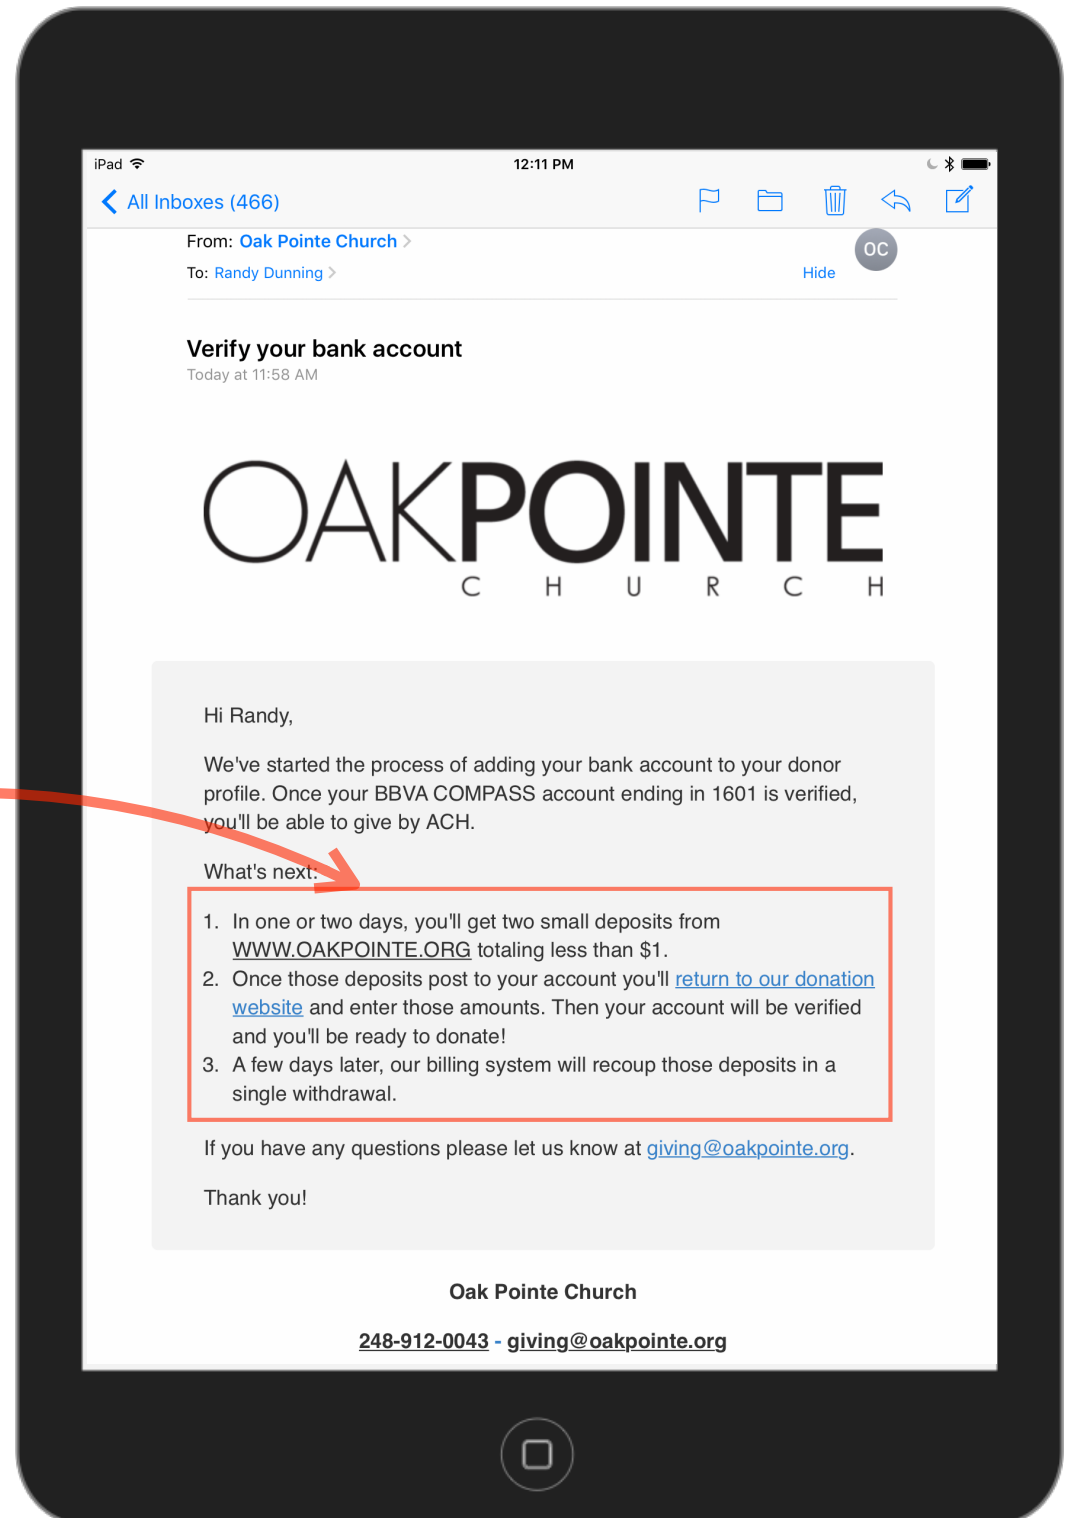 iPad 12:11 PM
All Inboxes (466)
From: Oak Pointe Church
OC
To: Randy Dunning Hide
Verify your bank account
Today at 11:58 AM
OAKPOINTE
CHURCH
Hi Randy,
We've started the process of adding your bank account to your donor
profile. Once your BBVA COMPASS account ending in 1601 is verified,
you'll be able to give by ACH.
What's next:
1. In one or two days, you'll get two small deposits from
WWW.OAKPOINTE.ORG totaling less than $1.
2. Once those deposits post to your account you'll return to our donation
website and enter those amounts. Then your account will be verified
and you'll be ready to donate!
3. A few days later, our billing system will recoup those deposits in a
single withdrawal.
If you have any questions please let us know at giving@oakpointe.org.
Thank you!
Oak Pointe Church
248-912-0043 - giving@oakpointe.org